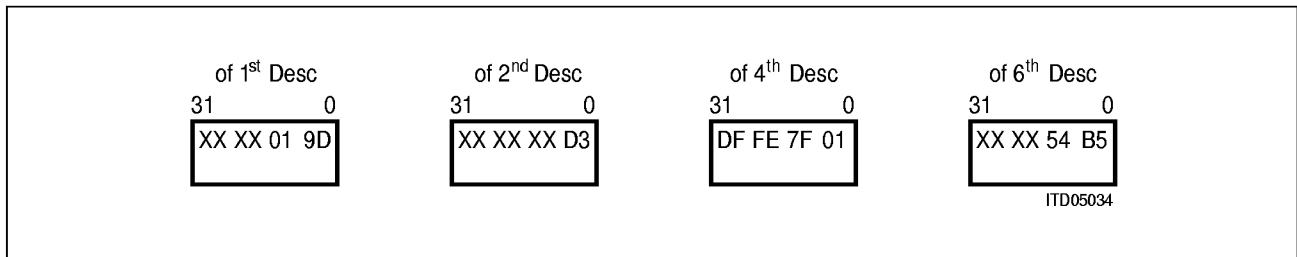 of 1st Desc of 2nd Desc of 4th Desc of 6th Desc
31 0 31 0 31 0 31 0
XX XX 01 9D XX XX XX D3 DF FE 7F 01 XX XX 54 B5
ITD05034